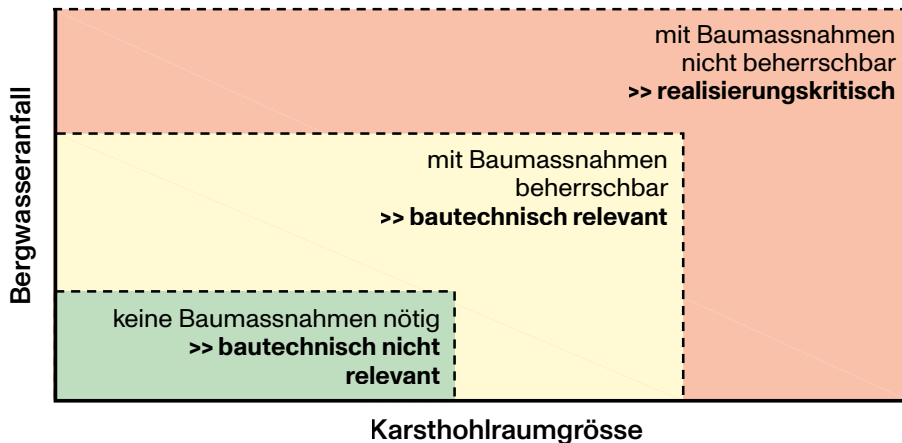 mit Baumassnahmen
nicht beherrschbar
>> realisierungskritisch
mit Baumassnahmen
beherrschbar
>> bautechnisch relevant
keine Baumassnahmen nötig
>> bautechnisch nicht
relevant
Bergwasseranfall
Karsthohlraumgrösse